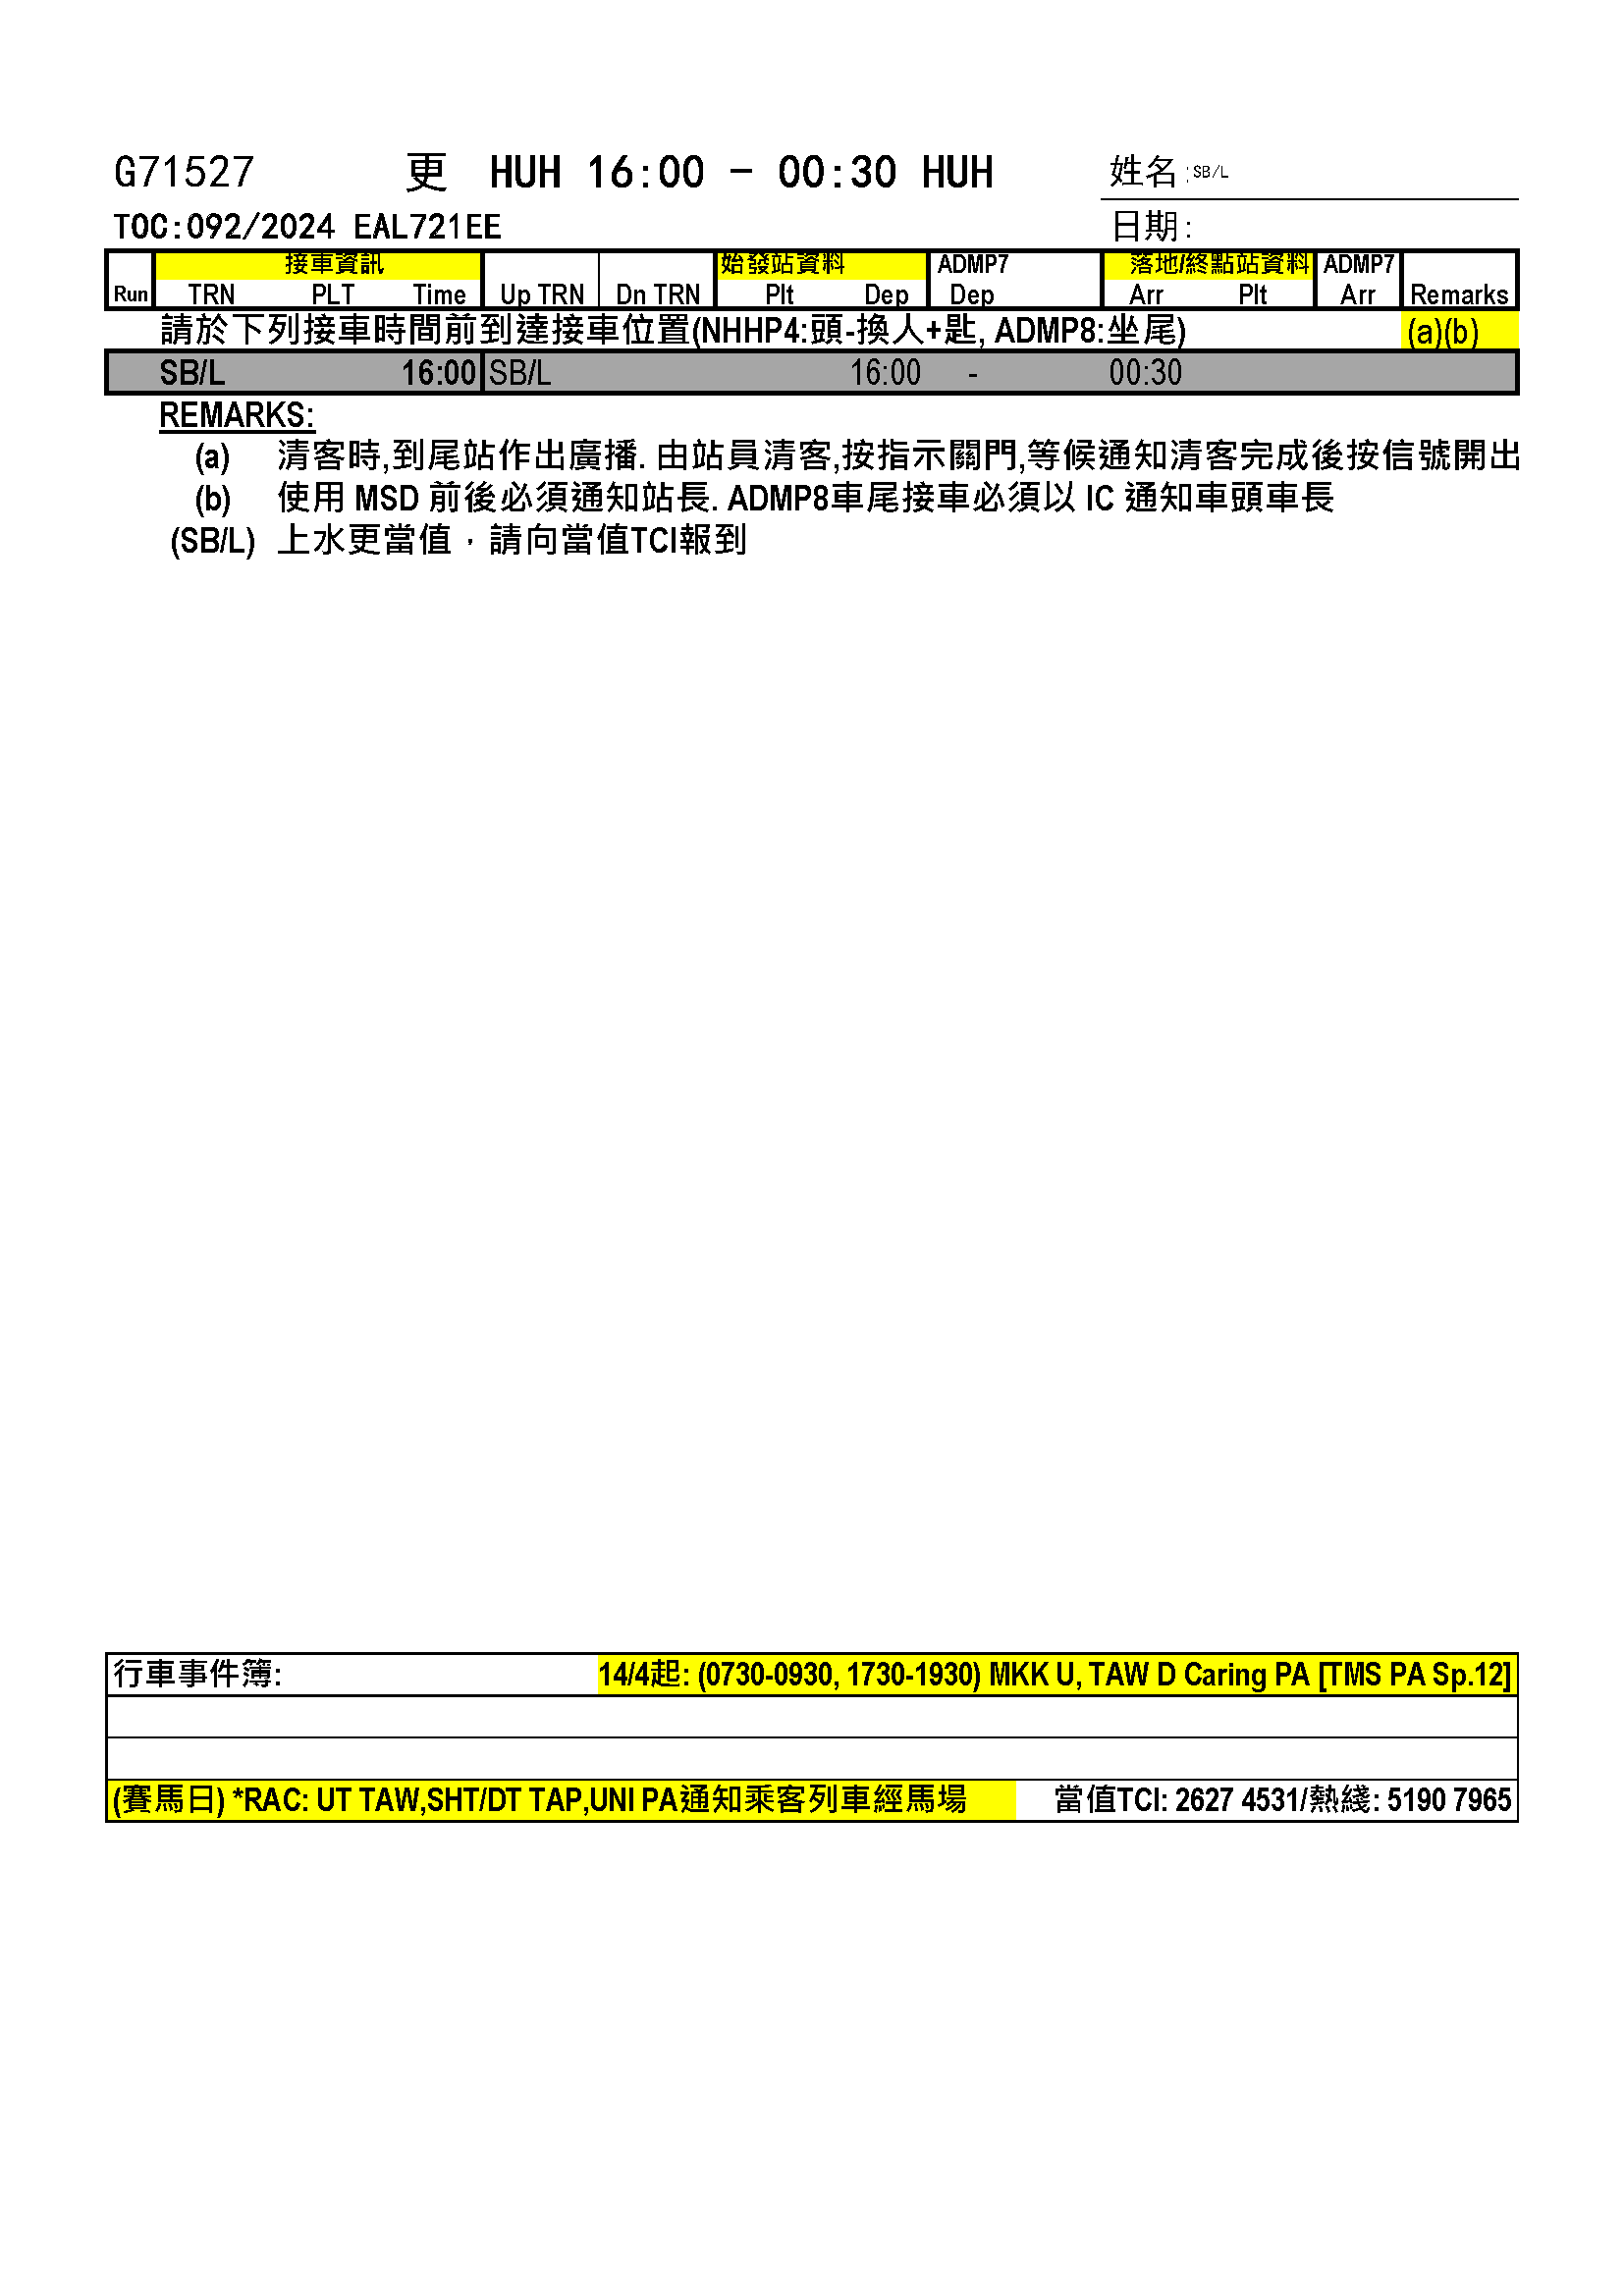 G71527 更 HUH 16:00 - 00:30 HUH 姓名:SB/L
TOC:092/2024 EAL721EE 日期:
接車資訊 始發站資料 ADMP7 落地/終點站資料 ADMP7
Run TRN PLT Time Up TRN Dn TRN Plt Dep Dep Arr Plt Arr Remarks
請於下列接車時間前到達接車位置(NHHP4:頭-換人+匙, ADMP8:坐尾) (a)(b)
SB/L 16:00 SB/L 16:00 - 00:30
REMARKS:
(a) 清客時,到尾站作出廣播. 由站員清客,按指示關門,等候通知清客完成後按信號開出
(b) 使用 MSD 前後必須通知站長. ADMP8車尾接車必須以 IC 通知車頭車長
(SB/L) 上水更當值，請向當值TCI報到
行車事件簿: 14/4起: (0730-0930, 1730-1930) MKK U, TAW D Caring PA [TMS PA Sp.12]
(賽馬日) *RAC: UT TAW,SHT/DT TAP,UNI PA通知乘客列車經馬場 當值TCI: 2627 4531/熱綫: 5190 7965